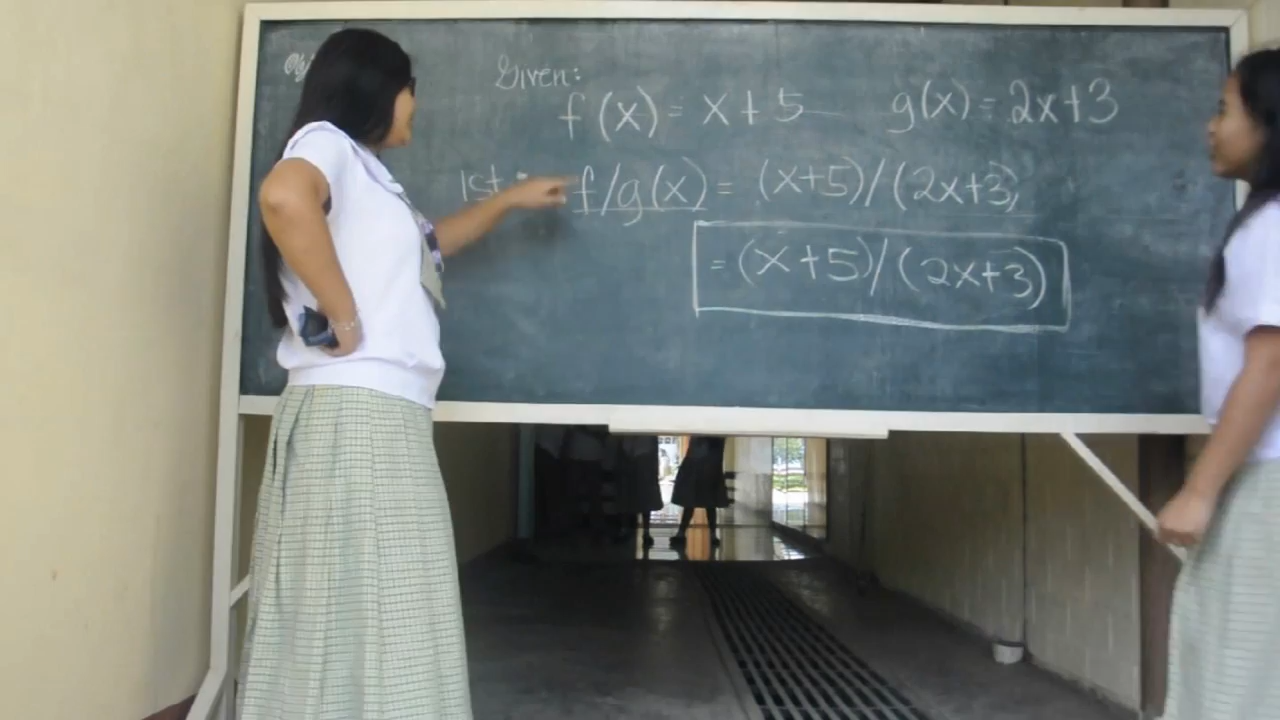 Given:
f(x) = x + 5 g(x) = 2x+3
1st: f/g(x) = (x+5)/(2x+3)
= (x+5)/(2x+3)